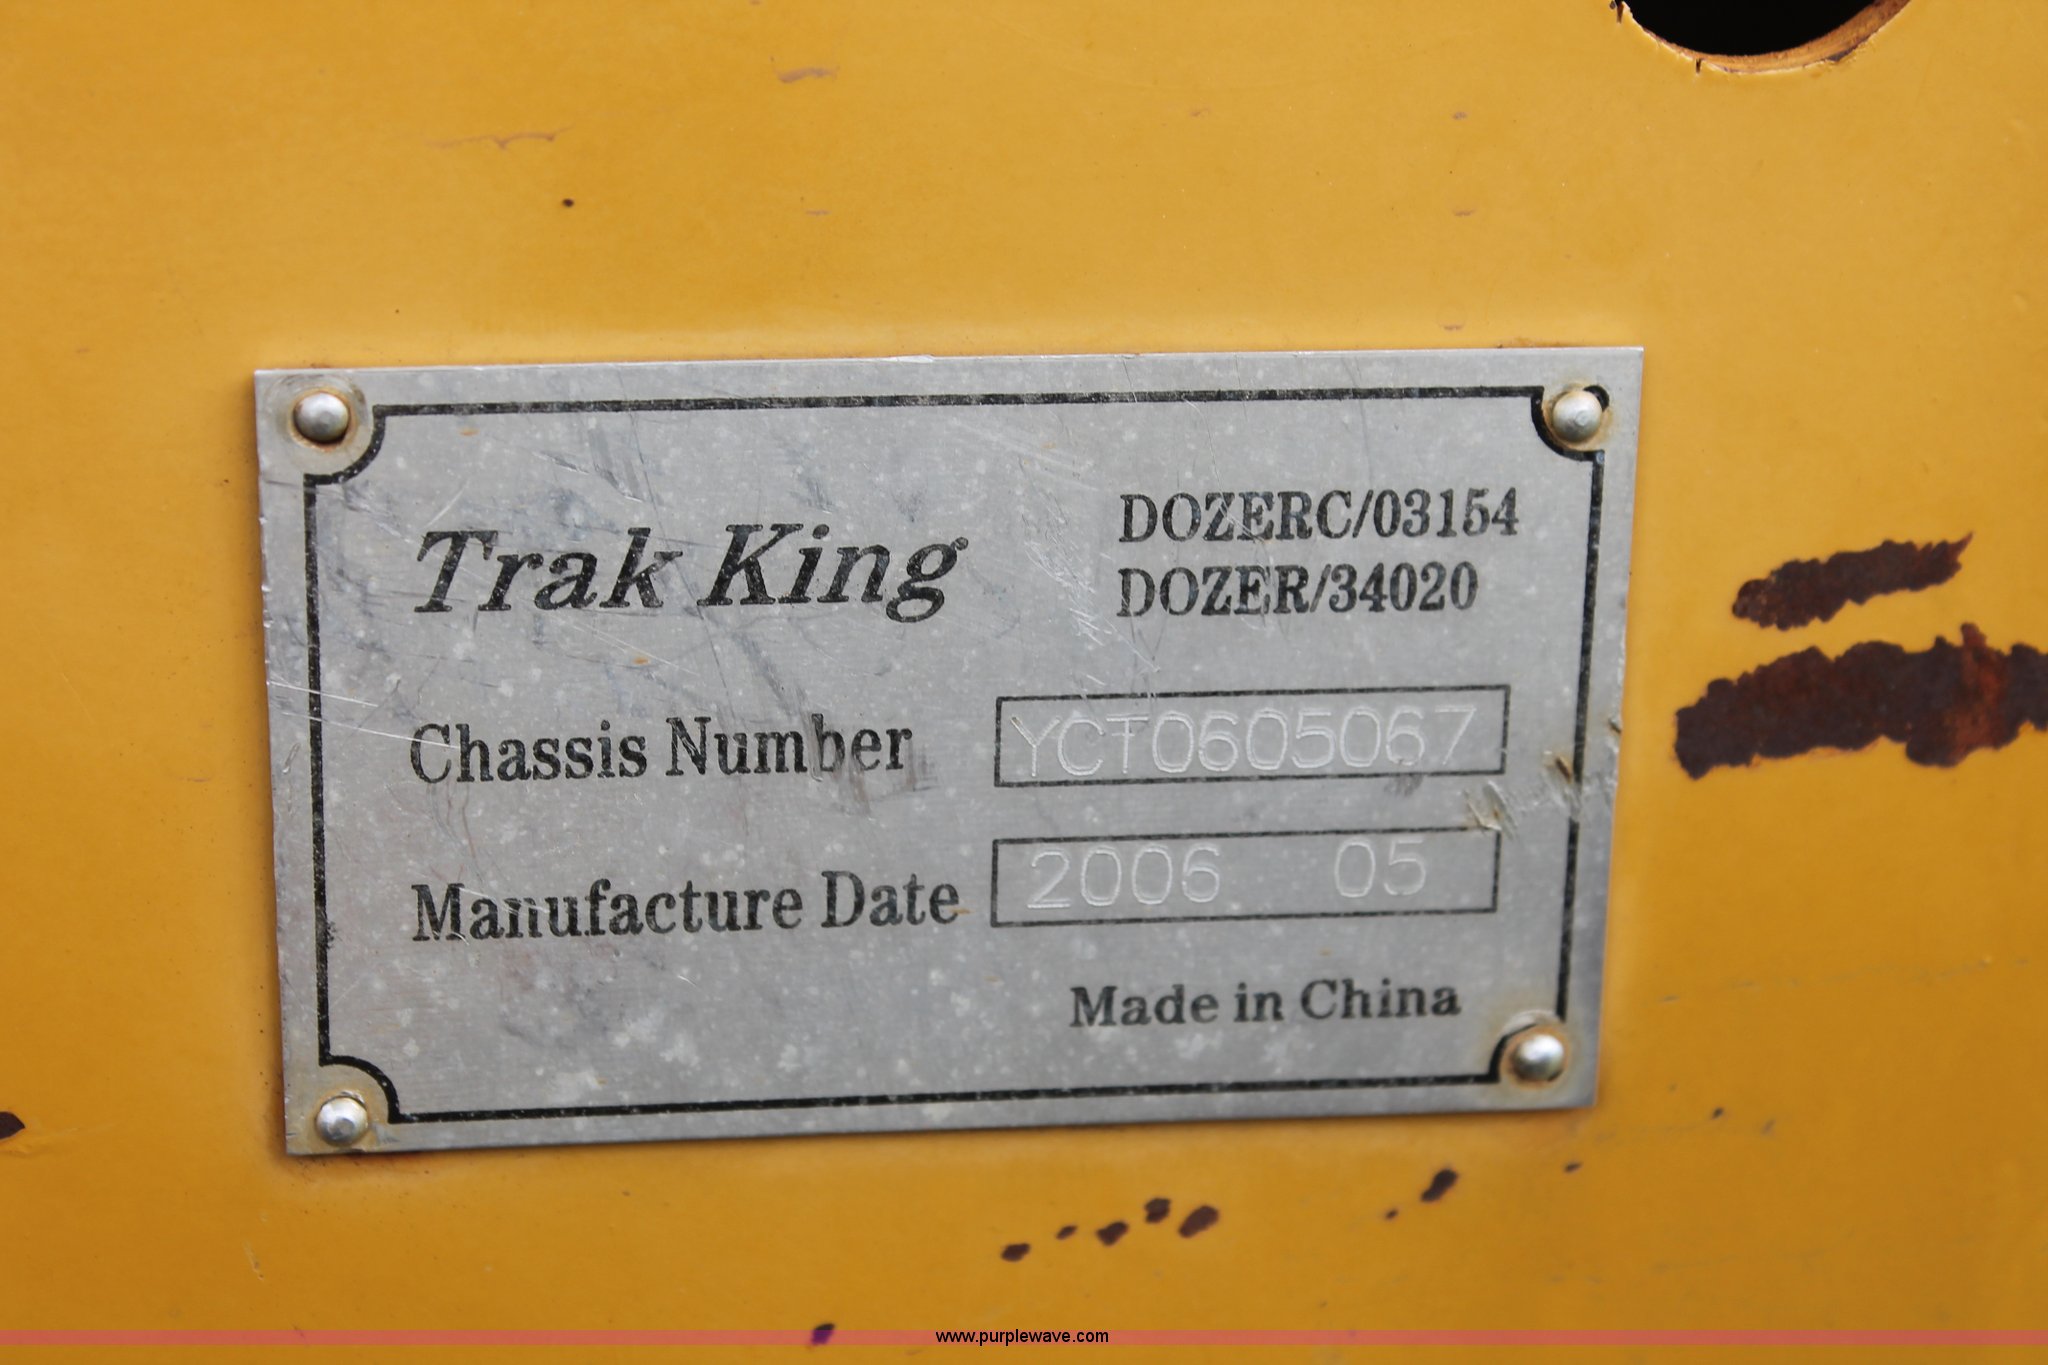 Trak King
DOZERC/03154
DOZER/34020
Chassis Number YCT0605067
Manufacture Date 2006 05
Made in China
www.purplewave.com